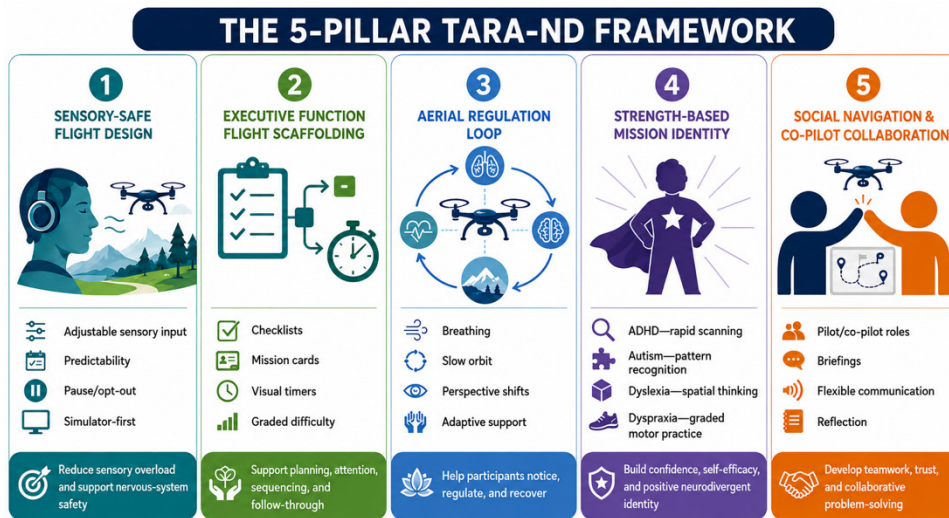 THE 5-PILLAR TARA-ND FRAMEWORK
1
SENSORY-SAFE
FLIGHT DESIGN
Adjustable sensory input
Predictability
Pause/opt-out
Simulator-first
Reduce sensory overload
and support nervous-system
safety
2
EXECUTIVE FUNCTION
FLIGHT SCAFFOLDING
Checklists
Mission cards
Visual timers
Graded difficulty
Support planning, attention,
sequencing, and
follow-through
3
AERIAL REGULATION
LOOP
Breathing
Slow orbit
Perspective shifts
Adaptive support
Help participants notice,
regulate, and recover
4
STRENGTH-BASED
MISSION IDENTITY
ADHD—rapid scanning
Autism—pattern
recognition
Dyslexia—spatial thinking
Dyspraxia—graded
motor practice
Build confidence, self-efficacy,
and positive neurodivergent
identity
5
SOCIAL NAVIGATION &
CO-PILOT COLLABORATION
Pilot/co-pilot roles
Briefings
Flexible communication
Reflection
Develop teamwork, trust,
and collaborative
problem-solving